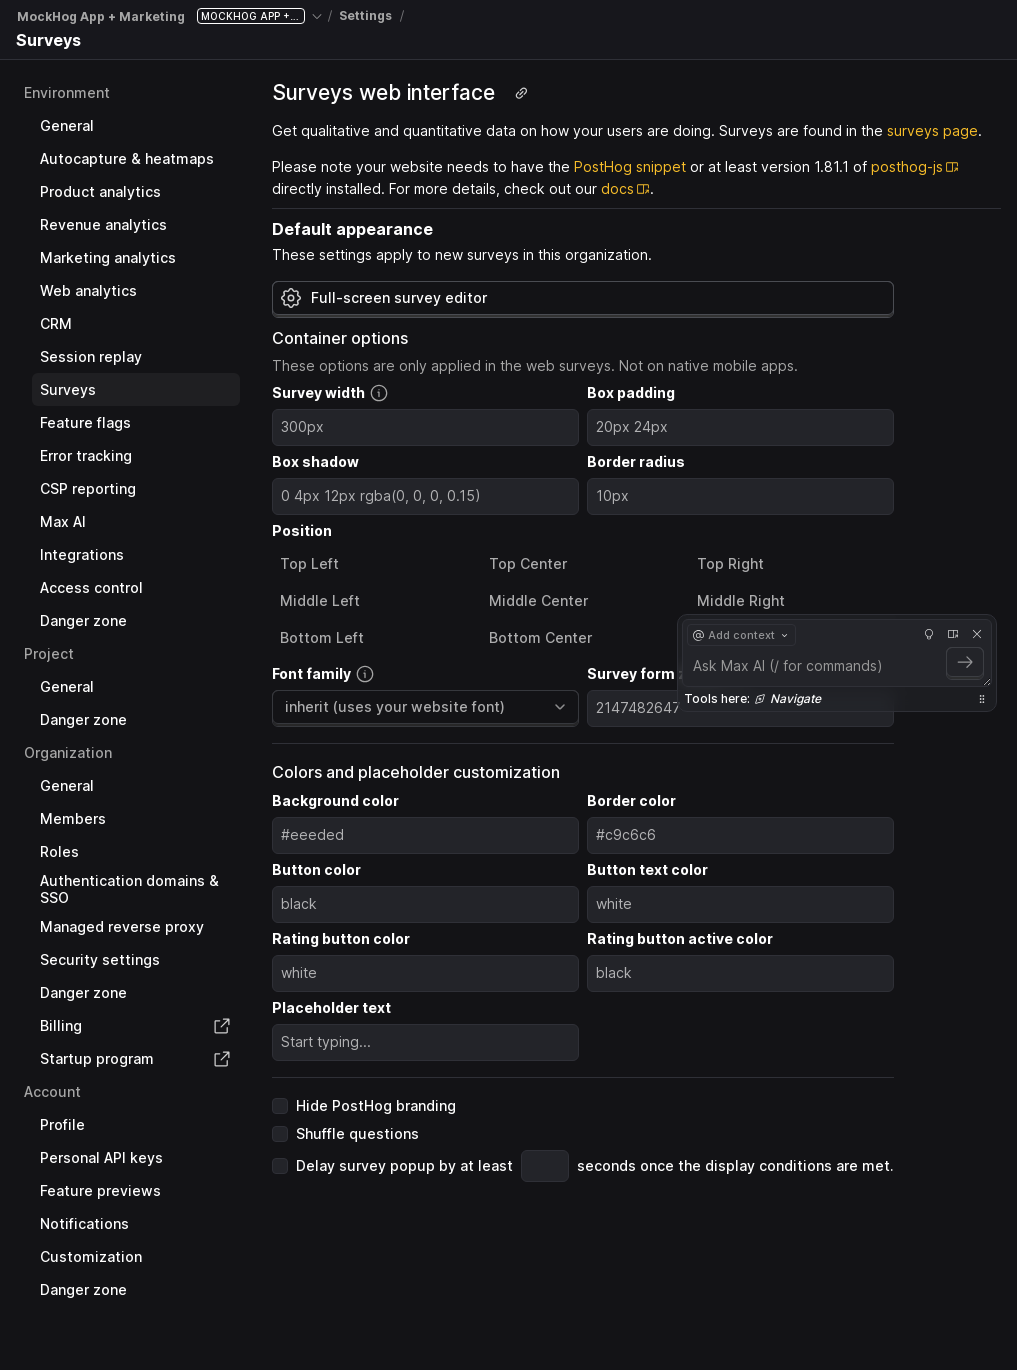 MockHog App + Marketing MOCKHOG APP +... / Settings /
Surveys
Environment
General
Autocapture & heatmaps
Product analytics
Revenue analytics
Marketing analytics
Web analytics
CRM
Session replay
Surveys
Feature flags
Error tracking
CSP reporting
Max AI
Integrations
Access control
Danger zone
Project
General
Danger zone
Organization
General
Members
Roles
Authentication domains &
SSO
Managed reverse proxy
Security settings
Danger zone
Billing
Startup program
Account
Profile
Personal API keys
Feature previews
Notifications
Customization
Danger zone
Surveys web interface
Get qualitative and quantitative data on how your users are doing. Surveys are found in the surveys page.
Please note your website needs to have the PostHog snippet or at least version 1.81.1 of posthog-js
directly installed. For more details, check out our docs.
Default appearance
These settings apply to new surveys in this organization.
Full-screen survey editor
Container options
These options are only applied in the web surveys. Not on native mobile apps.
Survey width Box padding
300px 20px 24px
Box shadow Border radius
0 4px 12px rgba(0, 0, 0, 0.15) 10px
Position
Top Left Top Center Top Right
Middle Left Middle Center Middle Right
Bottom Left Bottom Center
Font family Survey form
inherit (uses your website font) 2147482647
@ Add context
Ask Max AI (/ for commands)
Tools here: Navigate
Colors and placeholder customization
Background color Border color
#eeeded #c9c6c6
Button color Button text color
black white
Rating button color Rating button active color
white black
Placeholder text
Start typing...
Hide PostHog branding
Shuffle questions
Delay survey popup by at least seconds once the display conditions are met.